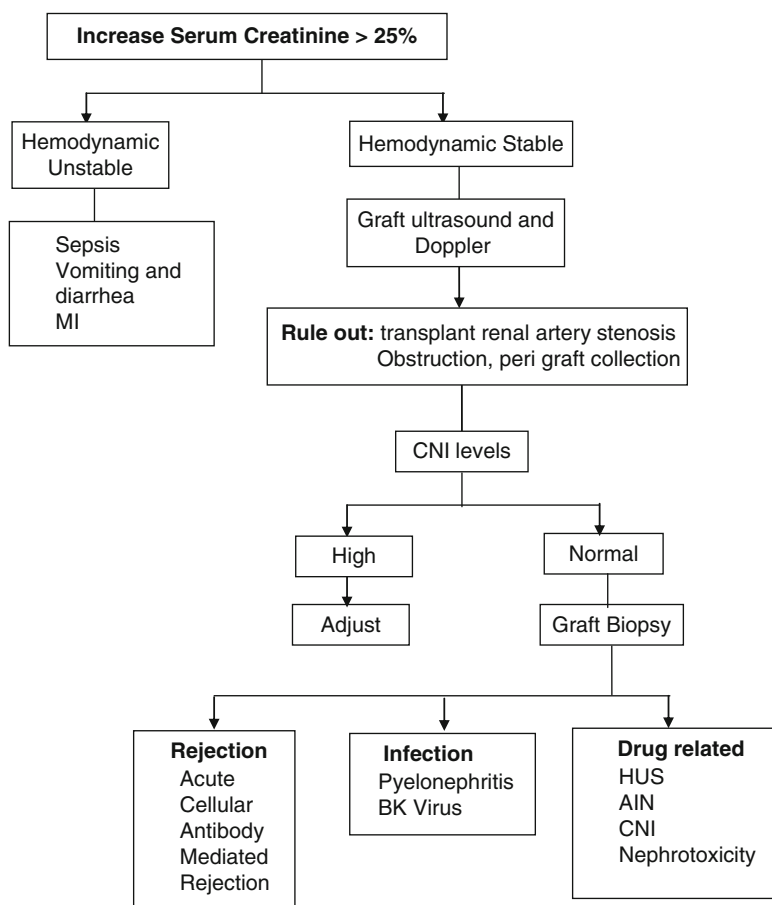 Increase Serum Creatinine > 25%
Hemodynamic
Unstable
Hemodynamic Stable
Sepsis
Vomiting and
diarrhea
MI
Graft ultrasound and
Doppler
Rule out: transplant renal artery stenosis
Obstruction, peri graft collection
CNI levels
High
Normal
Adjust
Graft Biopsy
Rejection
Acute
Cellular
Antibody
Mediated
Rejection
Infection
Pyelonephritis
BK Virus
Drug related
HUS
AIN
CNI
Nephrotoxicity